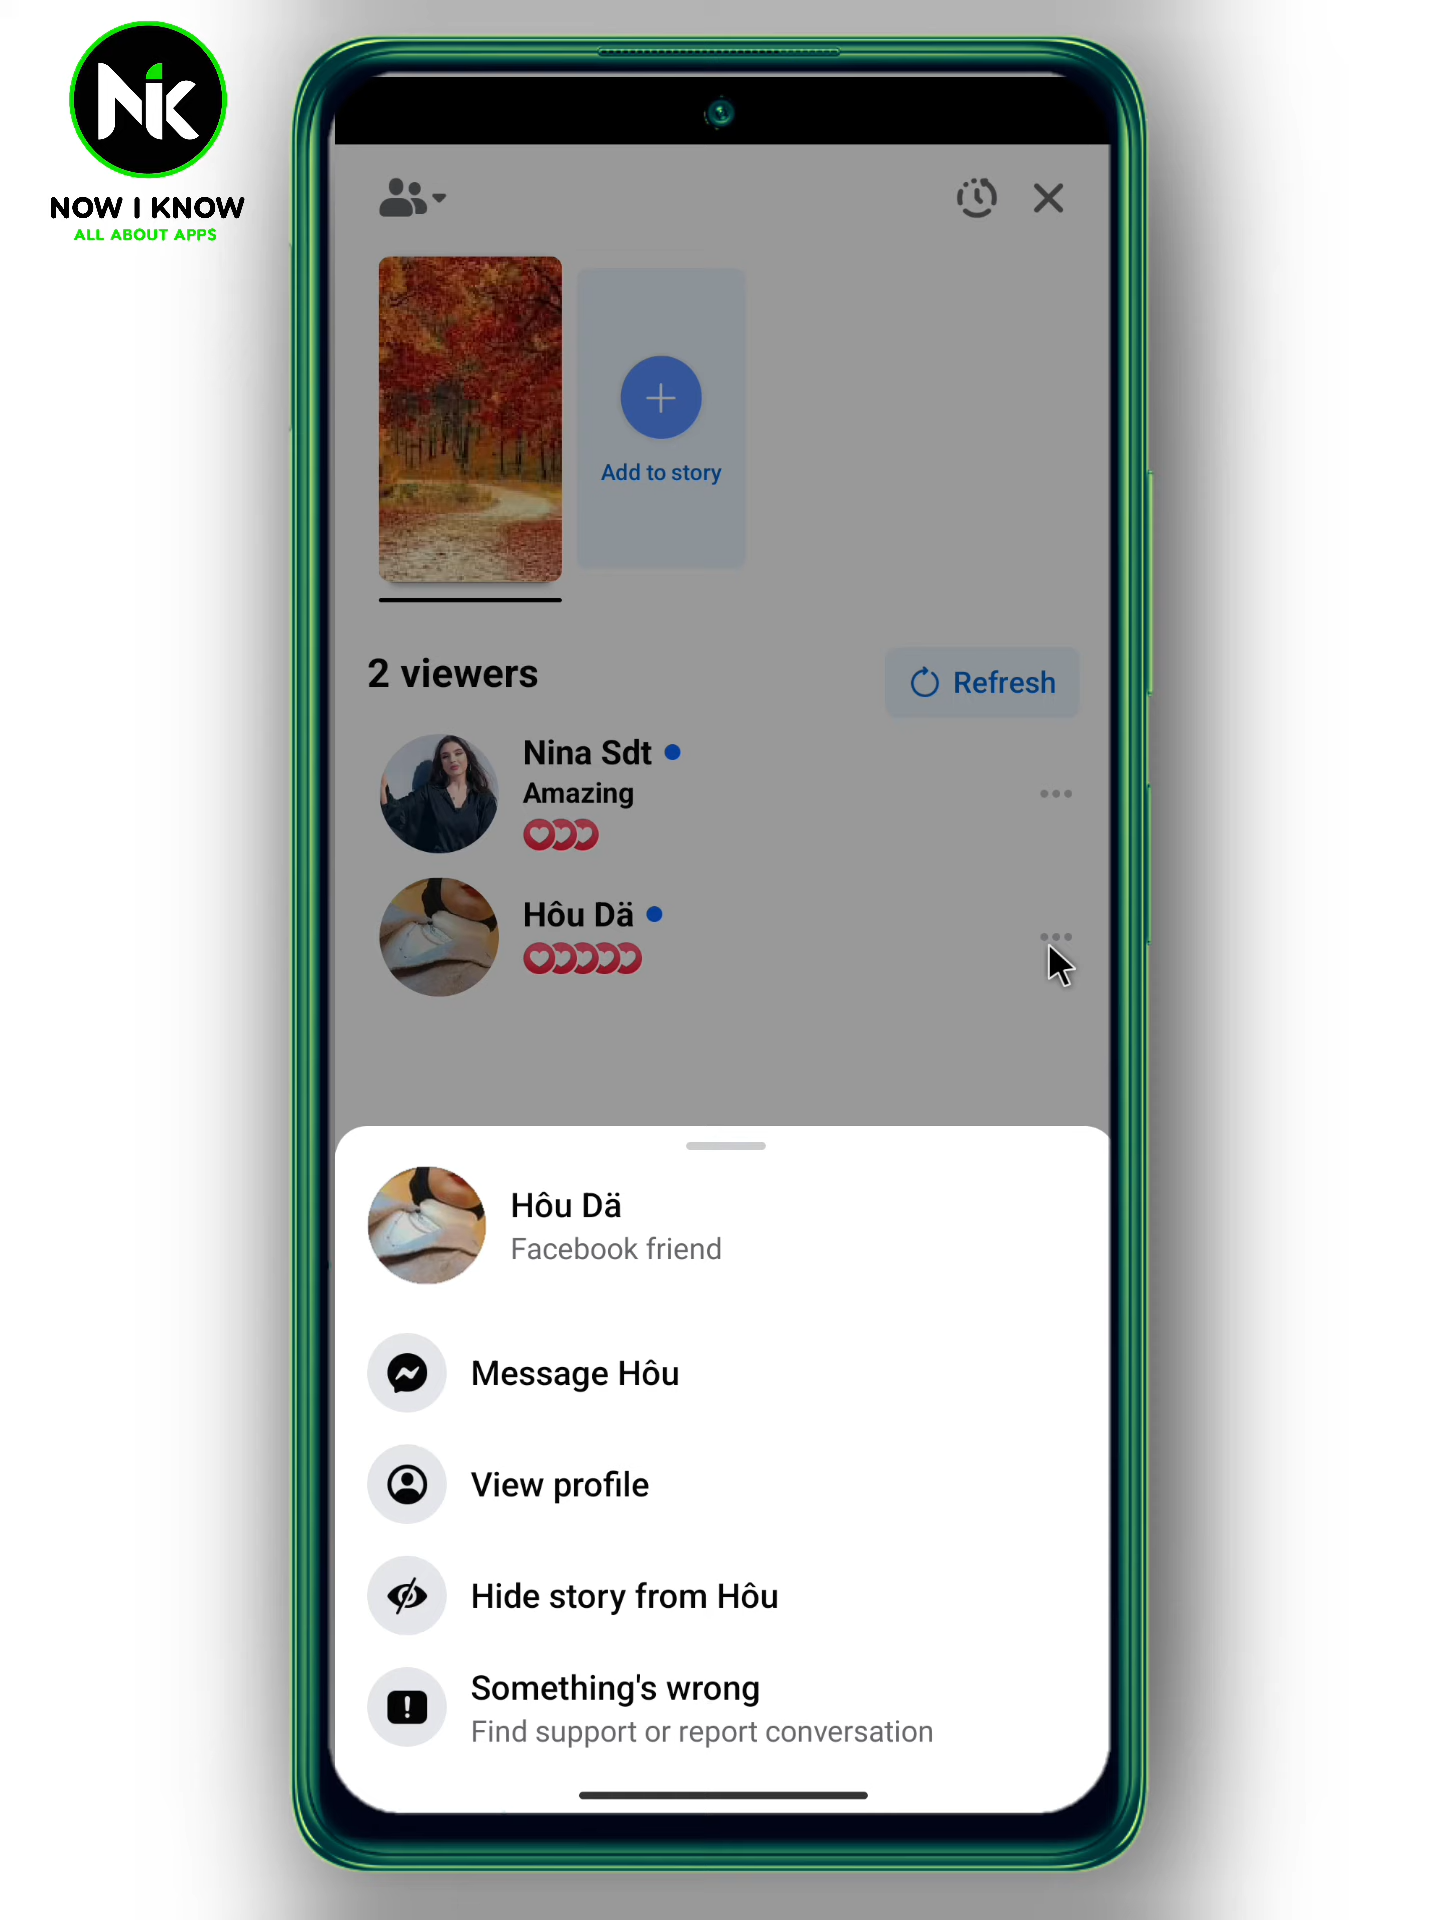 NiK
NOW I KNOW
ALL ABOUT APPS
Add to story
2 viewers
Refresh
Nina Sdt
Amazing
Hôu Dä
Hôu Dä
Facebook friend
Message Hôu
View profile
Hide story from Hôu
Something's wrong
Find support or report conversation